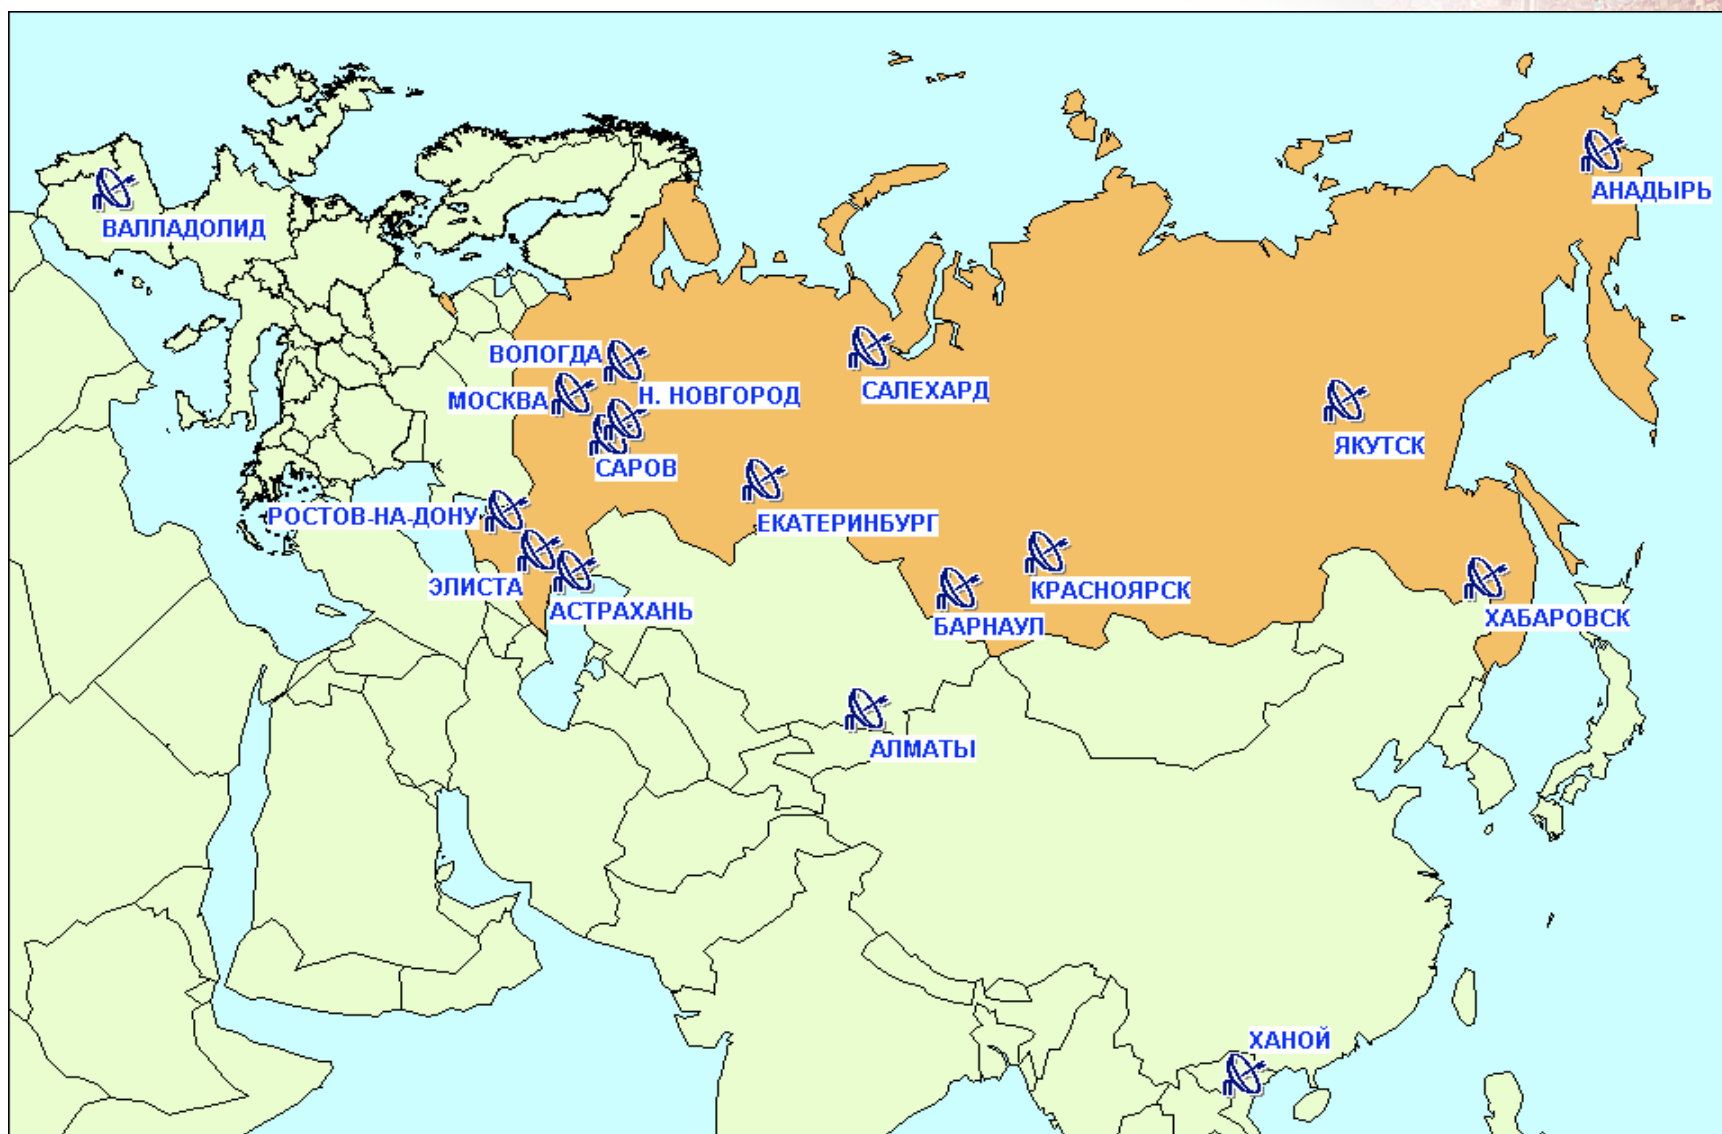 АНАДЫРЬ
ВАЛЛАДОЛИД
ВОЛОГДА
Н. НОВГОРОД
САЛЕХАРД
МОСКВА
ЯКУТСК
САРОВ
РОСТОВ-НА-ДОНУ
ЕКАТЕРИНБУРГ
ЭЛИСТА
КРАСНОЯРСК
АСТРАХАНЬ
ХАБАРОВСК
БАРНАУЛ
АЛМАТЫ
ХАНОЙ